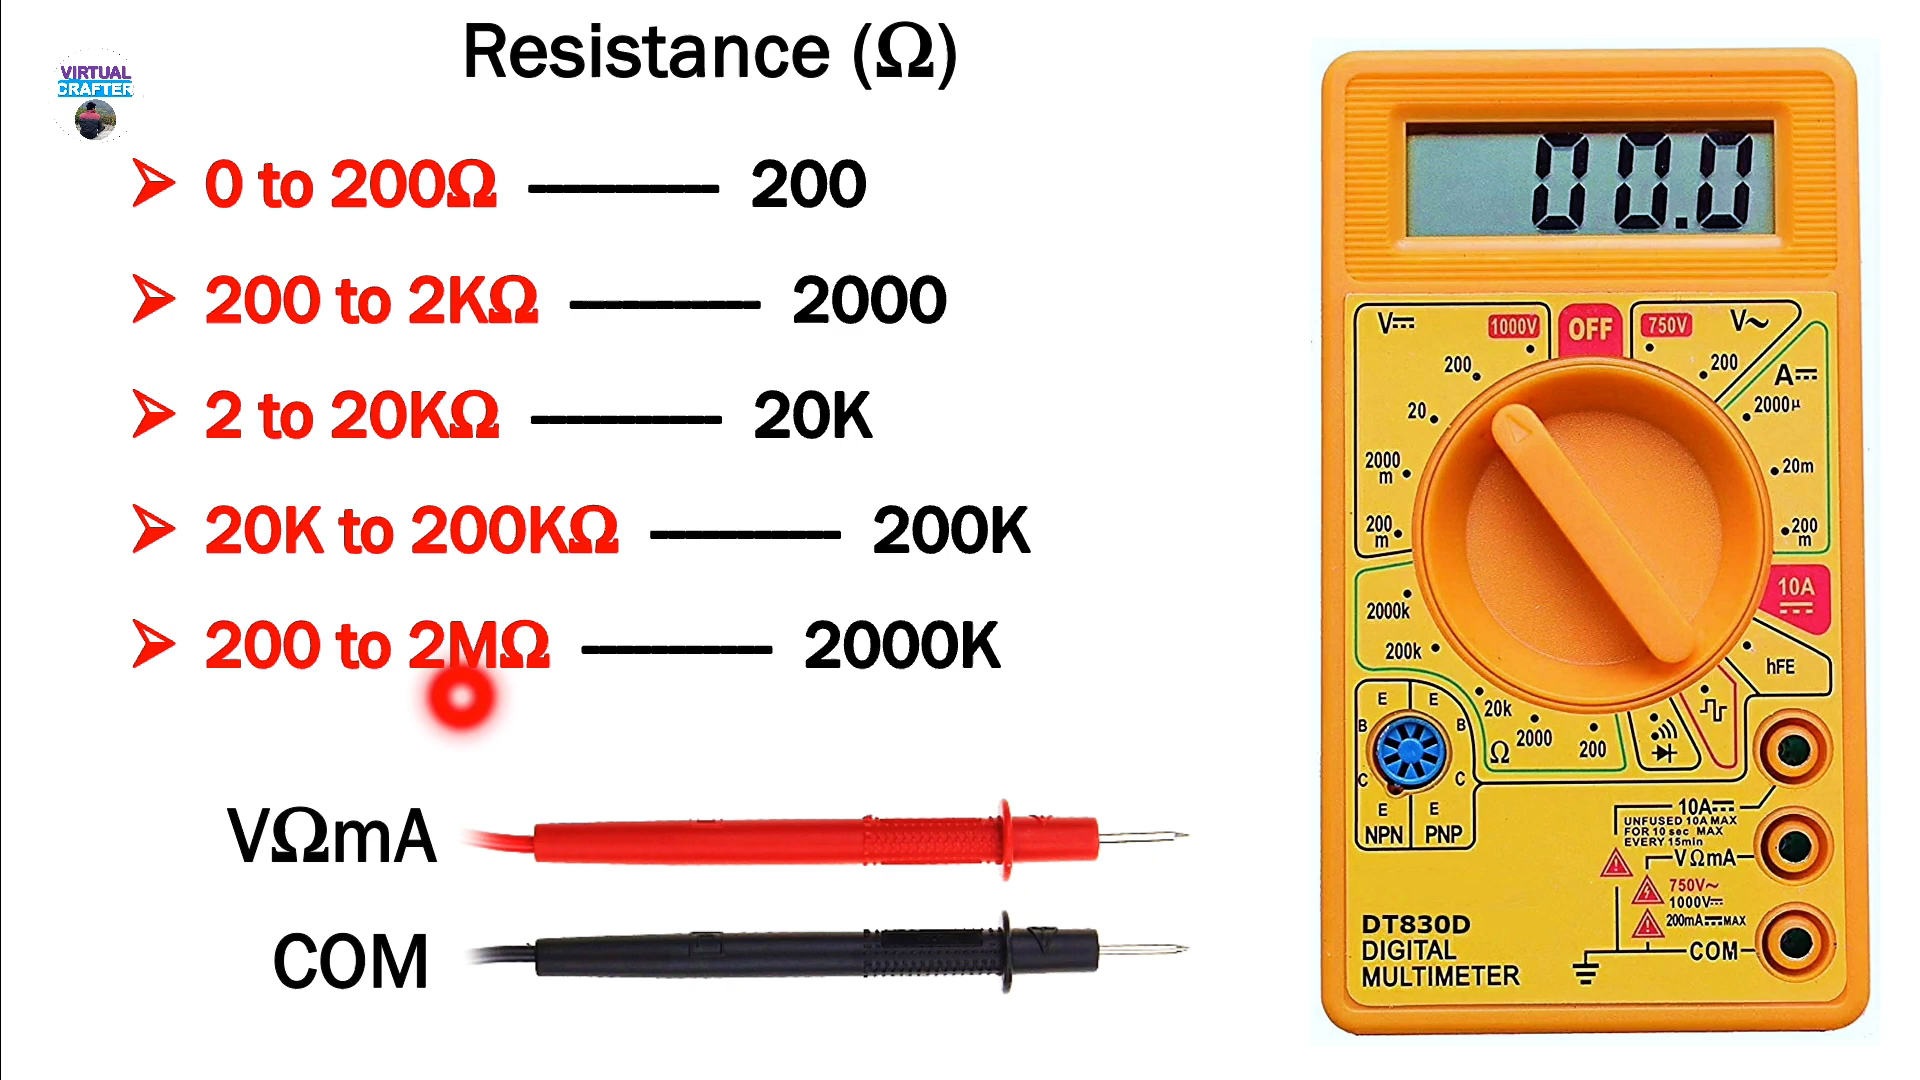 Resistance (Ω)
VIRTUAL
CRAFTER
➢ 0 to 200Ω ----------- 200
➢ 200 to 2KΩ ----------- 2000
➢ 2 to 20KΩ ----------- 20K
➢ 20K to 200KΩ ----------- 200K
➢ 200 to 2MΩ ----------- 2000K
VΩmA
COM
00.0
V⎓ 1000V OFF 750V V~
200 200
A⎓
20 2000µ
2000
m
20m
200
m
200
m
10A
2000k
200k
hFE
20k
Ω 2000 200
E E
B B
C C
E E
NPN PNP
10A⎓
UNFUSED 10A MAX
FOR 10 sec MAX
EVERY 15min
VΩmA
750V~
1000V⎓
200mA⎓MAX
COM
DT830D
DIGITAL
MULTIMETER